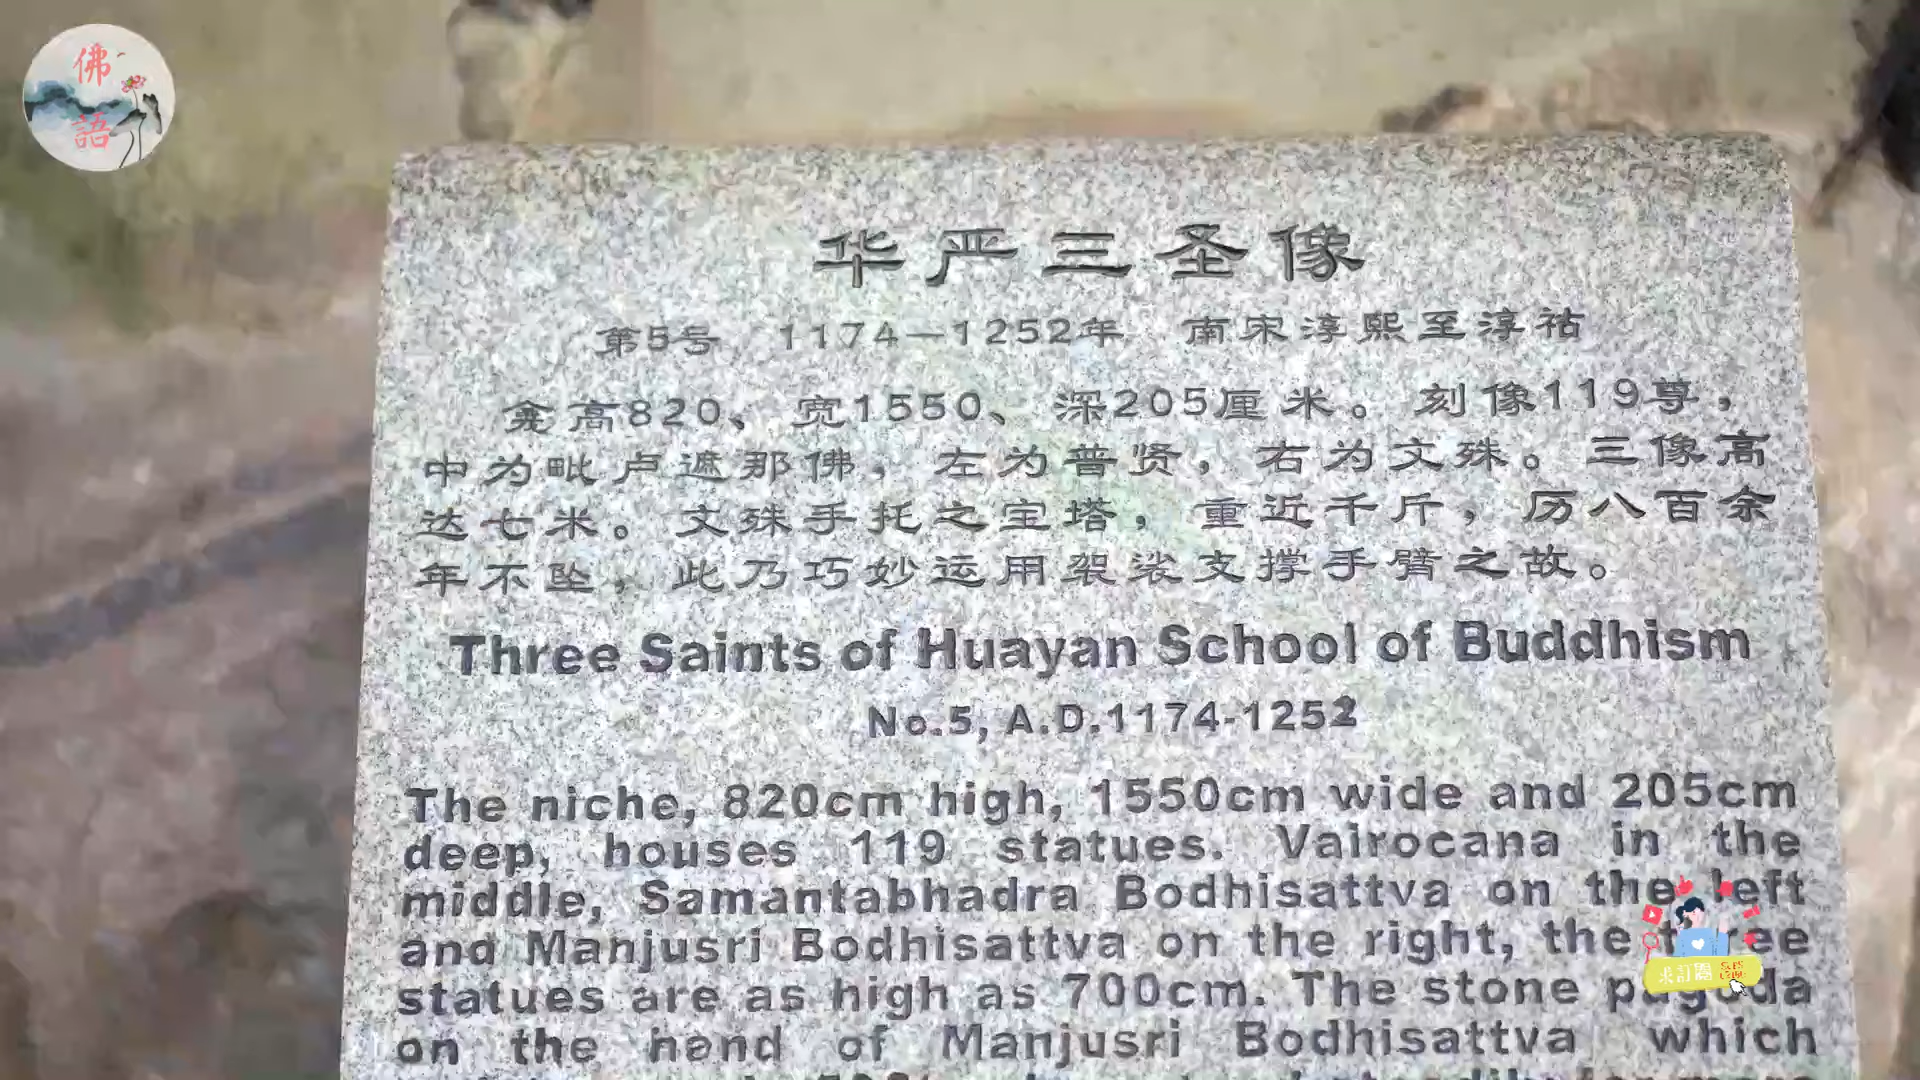 佛
語
华严三圣像
第5号 1174—1252年 南宋淳熙至淳祐
龛高820、宽1550、深205厘米。刻像119尊，
中为毗卢遮那佛，左为普贤，右为文殊。三像高
达七米。文殊手托之宝塔，重近千斤，历八百余
年不坠，此乃巧妙运用袈裟支撑手臂之故。
Three Saints of Huayan School of Buddhism
No.5, A.D.1174-1252
The niche, 820cm high, 1550cm wide and 205cm
deep, houses 119 statues. Vairocana in the
middle, Samantabhadra Bodhisattva on the left
and Manjusri Bodhisattva on the right, the three
statues are as high as 700cm. The stone pagoda
on the hand of Manjusri Bodhisattva which